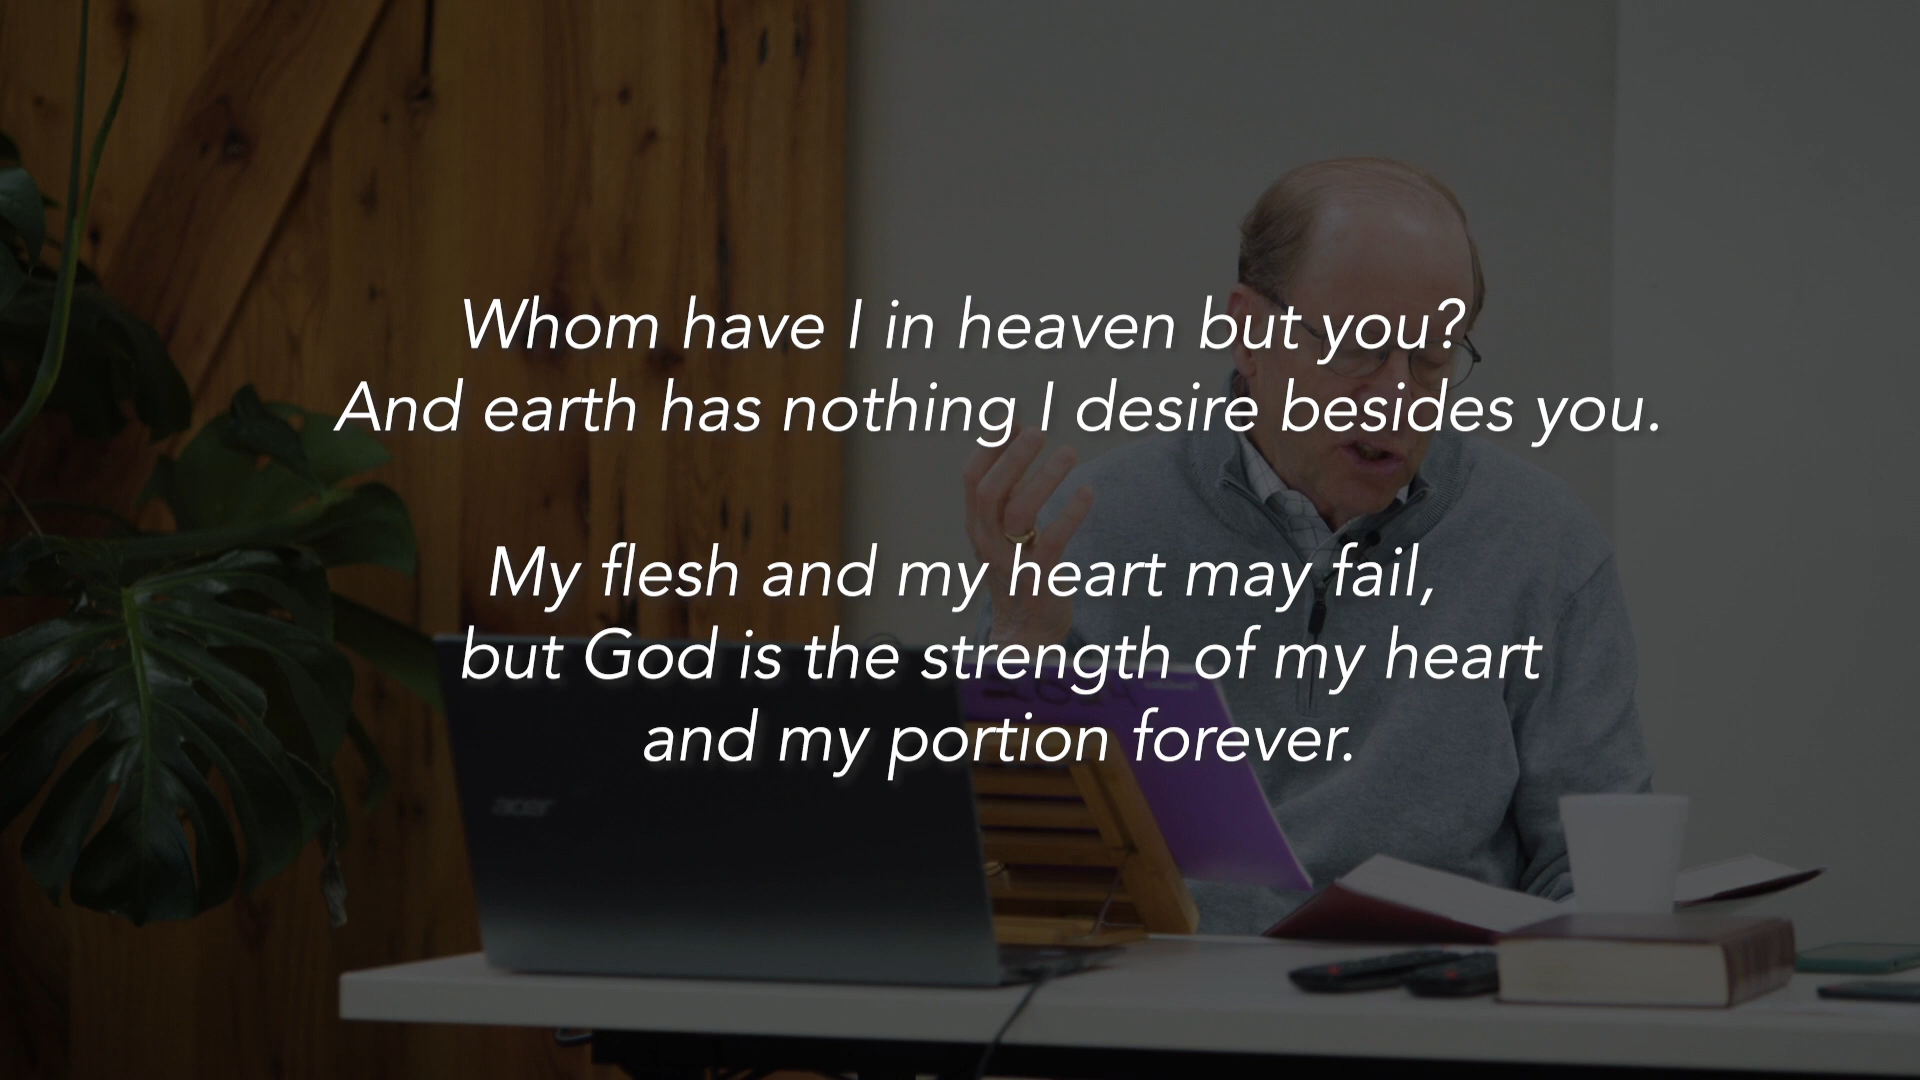 Whom have I in heaven but you?
And earth has nothing I desire besides you.
My flesh and my heart may fail,
but God is the strength of my heart
and my portion forever.
acer